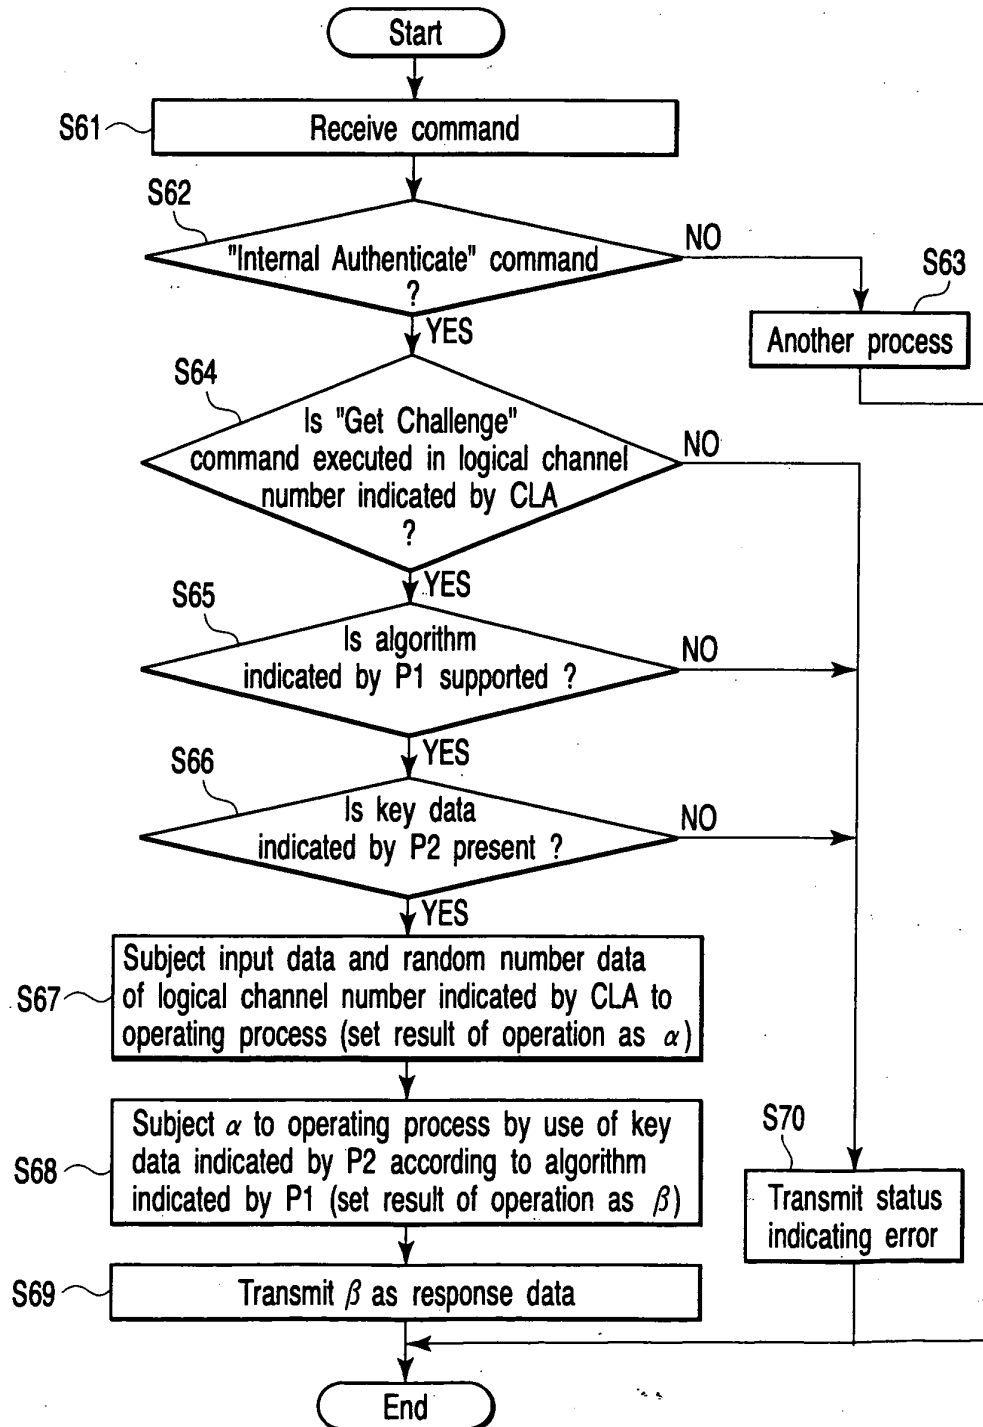 Start
S61
Receive command
S62
"Internal Authenticate" command
?
NO
YES
S63
Another process
S64
Is "Get Challenge"
command executed in logical channel
number indicated by CLA
?
NO
YES
S65
Is algorithm
indicated by P1 supported ?
NO
YES
S66
Is key data
indicated by P2 present ?
NO
YES
S67
Subject input data and random number data
of logical channel number indicated by CLA to
operating process (set result of operation as α)
S68
Subject α to operating process by use of key
data indicated by P2 according to algorithm
indicated by P1 (set result of operation as β)
S70
Transmit status
indicating error
S69
Transmit β as response data
End